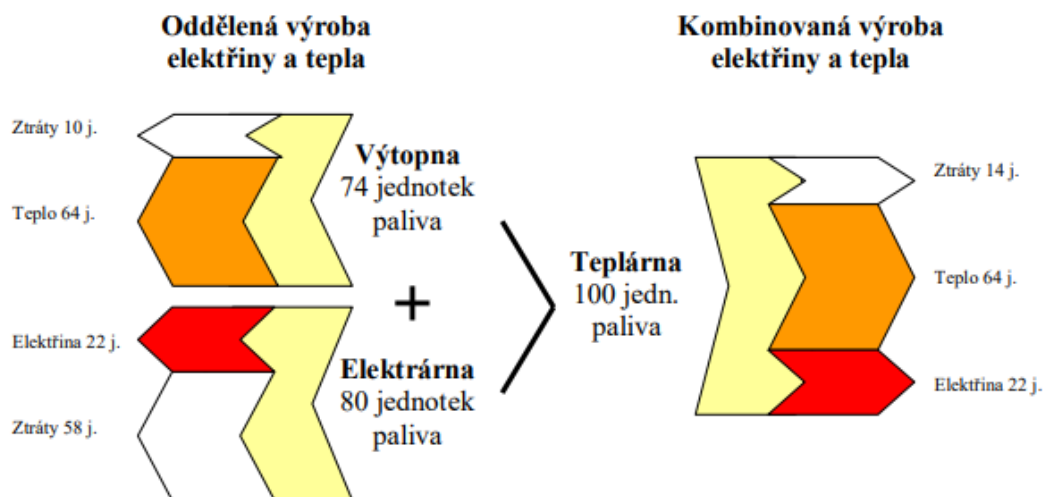 Oddělená výroba
elektřiny a tepla
Ztráty 10 j.
Teplo 64 j.
Výtopna
74 jednotek
paliva
+
Elektřina 22 j.
Ztráty 58 j.
Elektrárna
80 jednotek
paliva
Kombinovaná výroba
elektřiny a tepla
Teplárna
100 jedn.
paliva
Ztráty 14 j.
Teplo 64 j.
Elektřina 22 j.